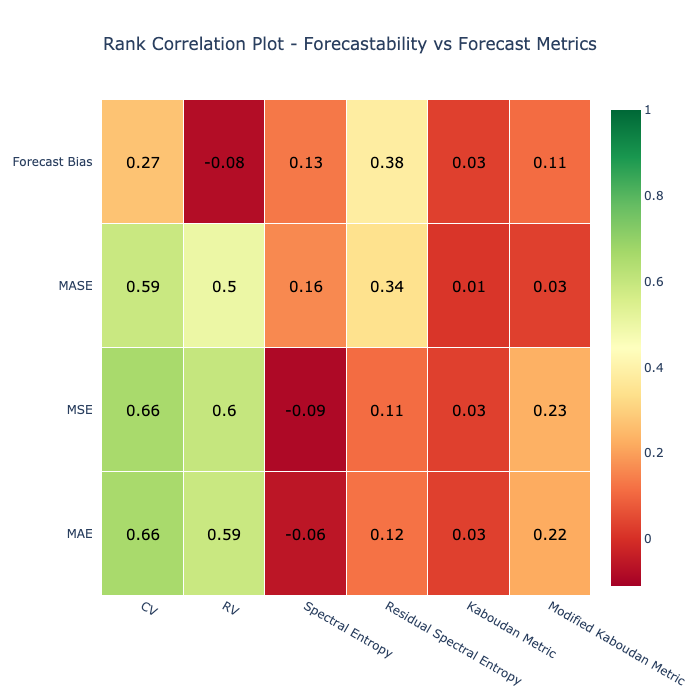 Rank Correlation Plot - Forecastability vs Forecast Metrics
Forecast Bias 0.27 -0.08 0.13 0.38 0.03 0.11
MASE 0.59 0.5 0.16 0.34 0.01 0.03
MSE 0.66 0.6 -0.09 0.11 0.03 0.23
MAE 0.66 0.59 -0.06 0.12 0.03 0.22
CV
RV
Spectral Entropy
Residual Spectral Entropy
Kaboudan Metric
Modified Kaboudan Metric
1
0.8
0.6
0.4
0.2
0